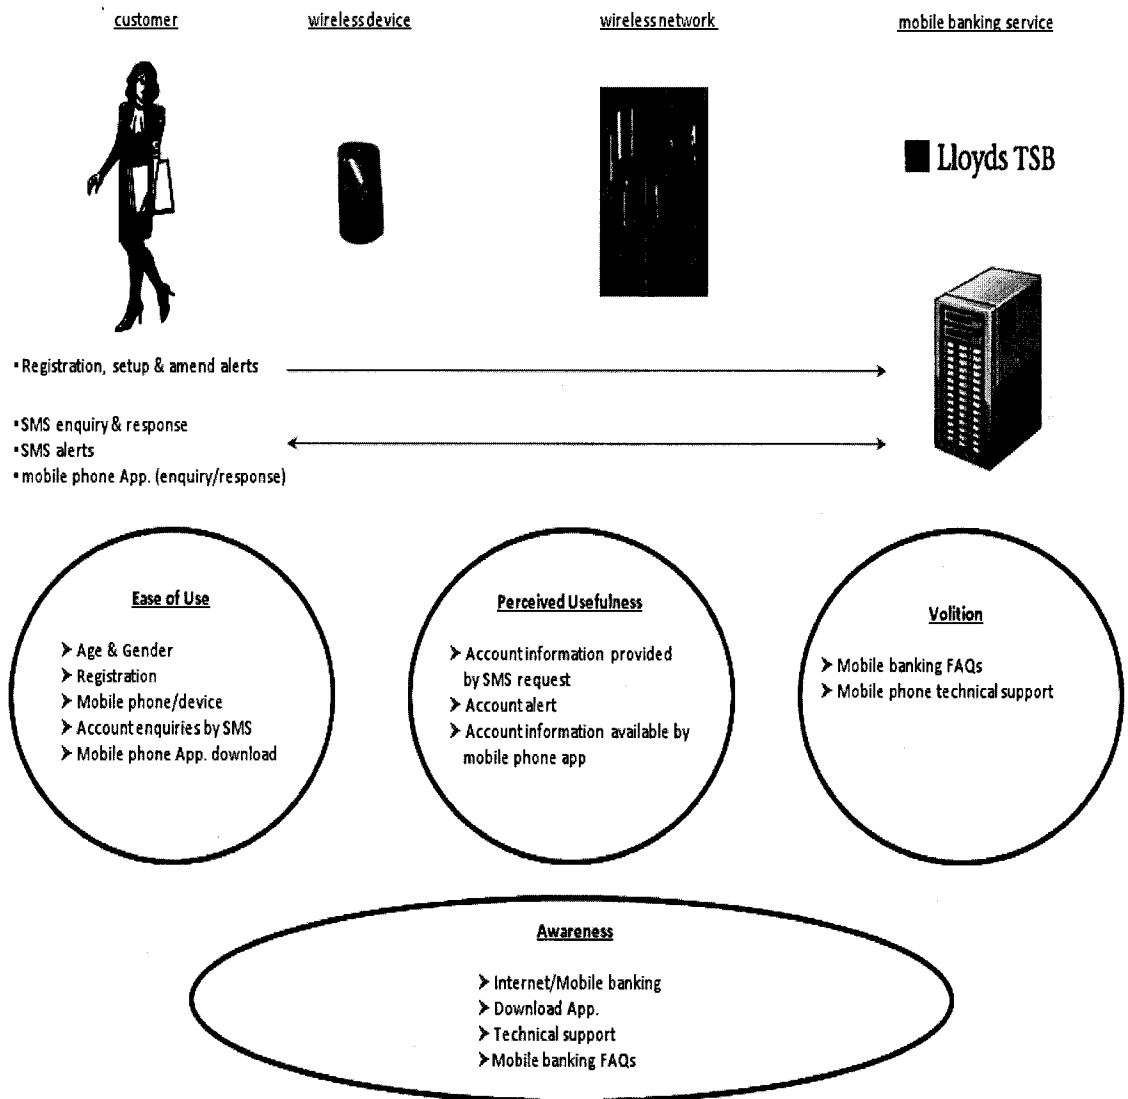 customer
wireless device
wireless network
mobile banking service
Lloyds TSB
▪Registration, setup & amend alerts
▪SMS enquiry & response
▪SMS alerts
▪mobile phone App. (enquiry/response)
Ease of Use
➤ Age & Gender
➤ Registration
➤ Mobile phone/device
➤ Account enquiries by SMS
➤ Mobile phone App. download
Perceived Usefulness
➤ Account information provided
by SMS request
➤ Account alert
➤ Account information available by
mobile phone app
Volition
➤ Mobile banking FAQs
➤ Mobile phone technical support
Awareness
➤ Internet/Mobile banking
➤ Download App.
➤ Technical support
➤ Mobile banking FAQs